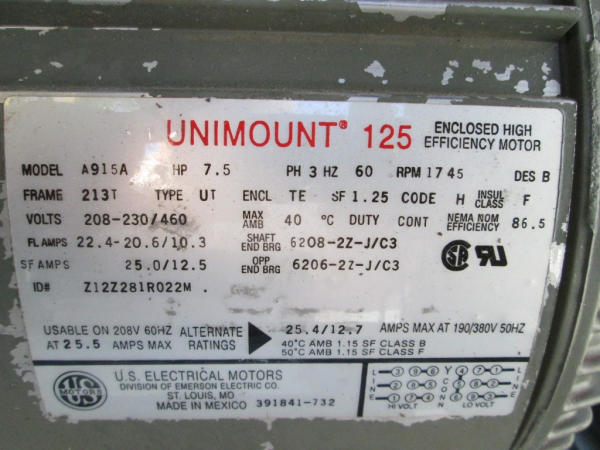 UNIMOUNT® 125 ENCLOSED HIGH EFFICIENCY MOTOR
MODEL A915A HP 7.5 PH 3 HZ 60 RPM 1745 DES B
FRAME 213T TYPE UT ENCL TE SF 1.25 CODE H INSUL CLASS F
VOLTS 208-230/460 MAX AMB 40 °C DUTY CONT NEMA NOM EFFICIENCY 86.5
FL AMPS 22.4-20.6/10.3 SHAFT END BRG 6208-2Z-J/C3
SF AMPS 25.0/12.5 OPP END BRG 6206-2Z-J/C3
ID# Z12Z281R022M .
USABLE ON 208V 60HZ AT 25.5 AMPS MAX
ALTERNATE RATINGS
25.4/12.7 AMPS MAX AT 190/380V 50HZ
40°C AMB 1.15 SF CLASS B
50°C AMB 1.15 SF CLASS F
US MOTORS
U.S. ELECTRICAL MOTORS
DIVISION OF EMERSON ELECTRIC CO.
ST. LOUIS, MO
MADE IN MEXICO 391841-732
LINE
CONN
HI VOLT LO VOLT